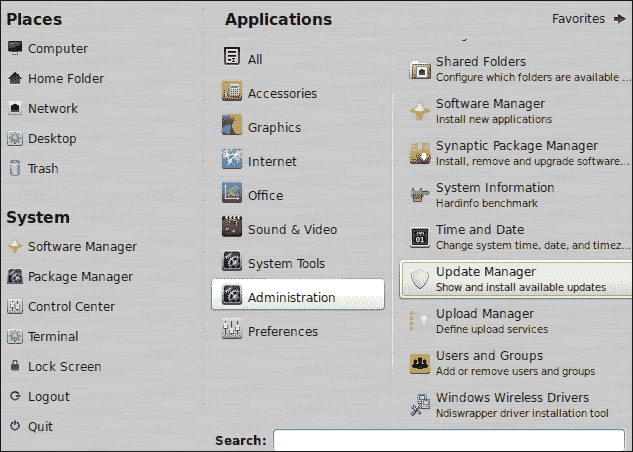 Places
Computer
Home Folder
Network
Desktop
Trash
System
Software Manager
Package Manager
Control Center
Terminal
Lock Screen
Logout
Quit
Applications
Favorites
All
Accessories
Graphics
Internet
Office
Sound & Video
System Tools
Administration
Preferences
Shared Folders
Configure which folders are available ...
Software Manager
Install new applications
Synaptic Package Manager
Install, remove and upgrade software...
System Information
Hardinfo benchmark
Time and Date
Change system time, date, and timez...
Update Manager
Show and install available updates
Upload Manager
Define upload services
Users and Groups
Add or remove users and groups
Windows Wireless Drivers
Ndiswrapper driver installation tool
Search: